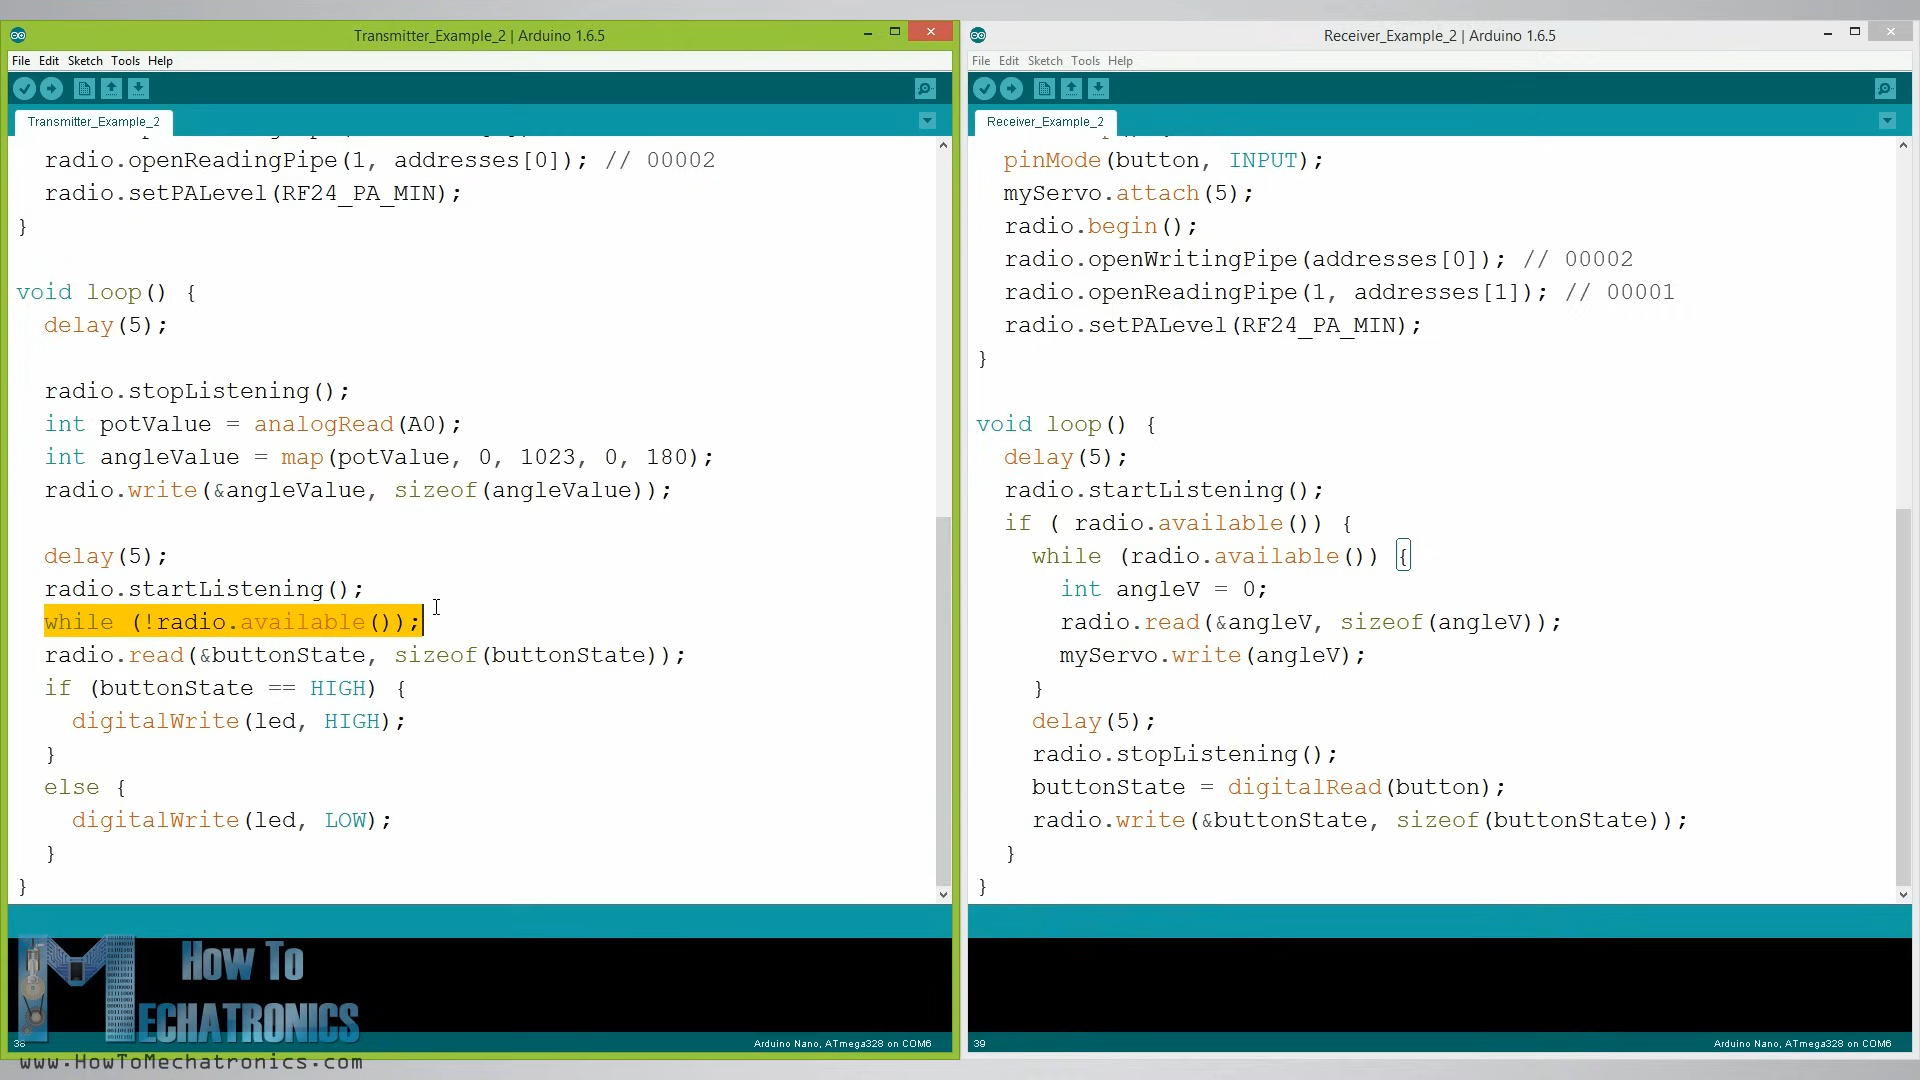 Transmitter_Example_2 | Arduino 1.6.5
File Edit Sketch Tools Help
Transmitter_Example_2
radio.openReadingPipe(1, addresses[0]); // 00002
radio.setPALevel(RF24_PA_MIN);
}
void loop() {
delay(5);
radio.stopListening();
int potValue = analogRead(A0);
int angleValue = map(potValue, 0, 1023, 0, 180);
radio.write(&angleValue, sizeof(angleValue));
delay(5);
radio.startListening();
while (!radio.available());
radio.read(&buttonState, sizeof(buttonState));
if (buttonState == HIGH) {
digitalWrite(led, HIGH);
}
else {
digitalWrite(led, LOW);
}
}
How To
MECHATRONICS
38
Arduino Nano, ATmega328 on COM6
www.HowToMechatronics.com
Receiver_Example_2 | Arduino 1.6.5
File Edit Sketch Tools Help
Receiver_Example_2
pinMode(button, INPUT);
myServo.attach(5);
radio.begin();
radio.openWritingPipe(addresses[0]); // 00002
radio.openReadingPipe(1, addresses[1]); // 00001
radio.setPALevel(RF24_PA_MIN);
}
void loop() {
delay(5);
radio.startListening();
if ( radio.available()) {
while (radio.available()) {
int angleV = 0;
radio.read(&angleV, sizeof(angleV));
myServo.write(angleV);
}
delay(5);
radio.stopListening();
buttonState = digitalRead(button);
radio.write(&buttonState, sizeof(buttonState));
}
}
39
Arduino Nano, ATmega328 on COM6